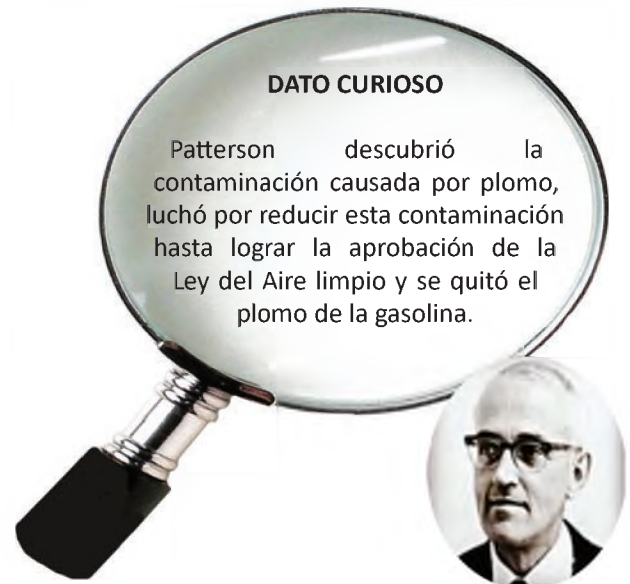 DATO CURIOSO
Patterson descubrió la
contaminación causada por plomo,
luchó por reducir esta contaminación
hasta lograr la aprobación de la
Ley del Aire limpio y se quitó el
plomo de la gasolina.